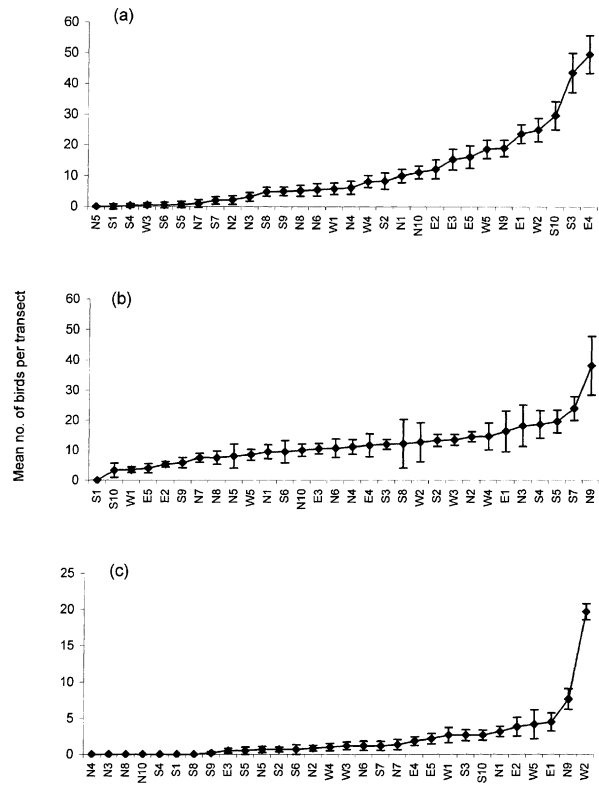 (a)
60
50
40
30
20
10
0
N5 S1 S4 W3 S6 S5 N7 S7 N2 N3 S8 S9 N8 N6 W1 N4 W4 S2 N1 N10 E2 E3 E5 W5 N9 E1 W2 S10 S3 E4
Mean no. of birds per transect
(b)
60
50
40
30
20
10
0
S1 S10 W1 E5 E2 S9 N7 N8 N5 W5 N1 S6 N10 E3 N6 N4 E4 S3 S8 W2 S2 W3 N2 W4 E1 N3 S4 S5 S7 N9
(c)
25
20
15
10
5
0
N4 N3 N8 N10 S4 S1 S8 S9 E3 S5 N5 S2 S6 N2 W4 W3 N6 S7 N7 E4 E5 W1 S3 S10 N1 E2 W5 E1 N9 W2